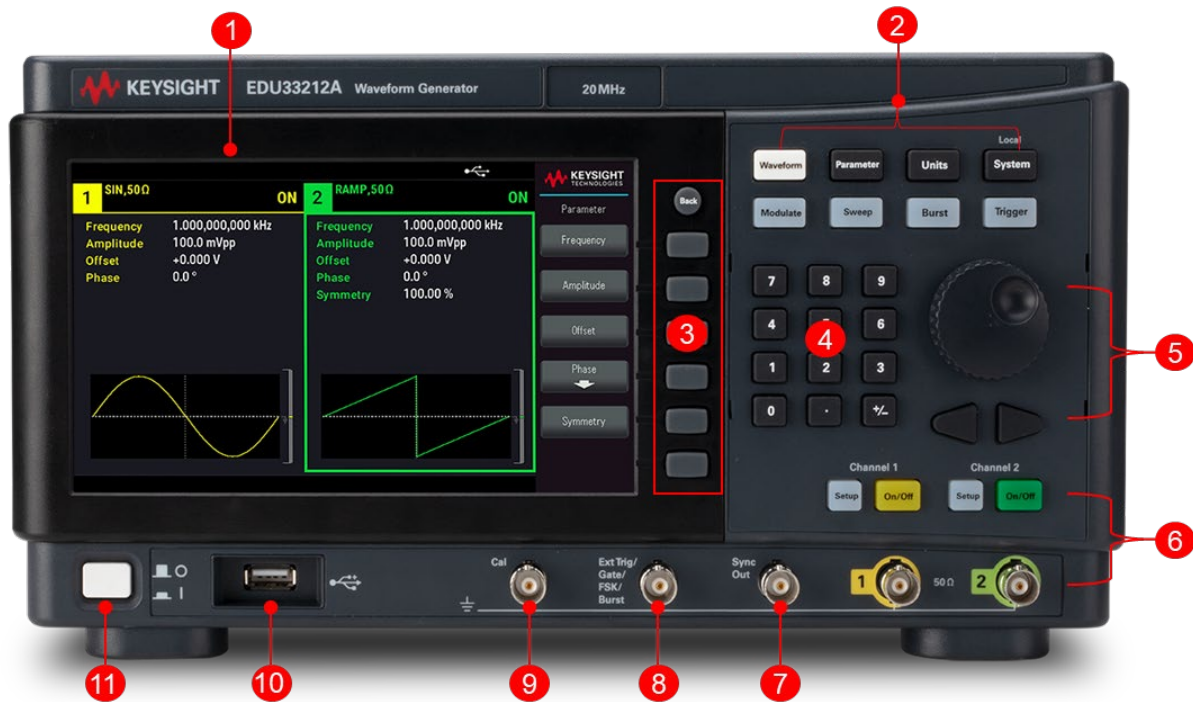 1
2
KEYSIGHT EDU33212A Waveform Generator 20 MHz
KEYSIGHT
TECHNOLOGIES
1 SIN,50Ω ON
Frequency 1.000,000,000 kHz
Amplitude 100.0 mVpp
Offset +0.000 V
Phase 0.0 °
2 RAMP,50Ω ON
Frequency 1.000,000,000 kHz
Amplitude 100.0 mVpp
Offset +0.000 V
Phase 0.0 °
Symmetry 100.00 %
Parameter
Frequency
Amplitude
Offset
Phase
Symmetry
Back
3
Local
Waveform Parameter Units System
Modulate Sweep Burst Trigger
7 8 9
4 6
4
1 2 3
0 . +/-
5
Channel 1 Channel 2
Setup On/Off Setup On/Off
6
Cal
Ext Trig/
Gate/
FSK/
Burst
Sync
Out
1 50 Ω 2
11 10 9 8 7